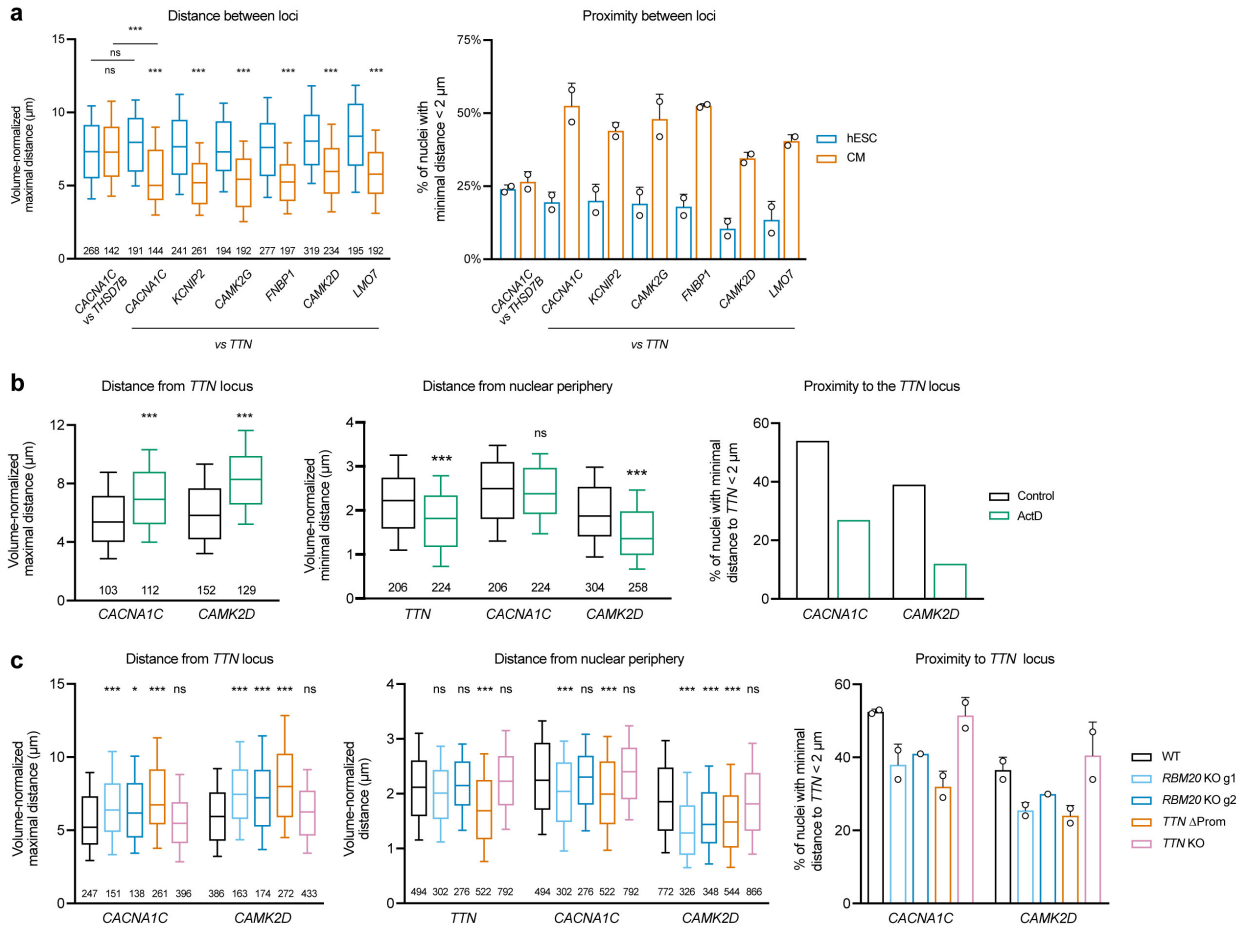 a
Distance between loci
Volume-normalized
maximal distance (μm)
15
10
5
0
***
ns
ns
*** *** *** *** *** ***
268 142 191 144 241 261 194 192 277 197 319 234 195 192
CACNA1C
vs THSD7B
CACNA1C
KCNIP2
CAMK2G
FNBP1
CAMK2D
LMO7
vs TTN
Proximity between loci
% of nuclei with
minimal distance < 2 μm
75%
50%
25%
0%
CACNA1C
vs THSD7B
CACNA1C
KCNIP2
CAMK2G
FNBP1
CAMK2D
LMO7
vs TTN
hESC
CM
b
Distance from TTN locus
Volume-normalized
maximal distance (μm)
12
8
4
0
*** ***
103 112 152 129
CACNA1C CAMK2D
Distance from nuclear periphery
Volume-normalized
minimal distance (μm)
4
3
2
1
0
*** ns ***
206 224 206 224 304 258
TTN CACNA1C CAMK2D
Proximity to the TTN locus
% of nuclei with minimal
distance to TTN < 2 μm
60
40
20
0
CACNA1C CAMK2D
Control
ActD
c
Distance from TTN locus
Volume-normalized
maximal distance (μm)
15
10
5
0
*** * *** ns *** *** *** ns
247 151 138 261 396 386 163 174 272 433
CACNA1C CAMK2D
Distance from nuclear periphery
Volume-normalized
distance (μm)
4
3
2
1
0
ns ns *** ns *** ns *** ns *** *** *** ns
494 302 276 522 792 494 302 276 522 792 772 326 348 544 866
TTN CACNA1C CAMK2D
Proximity to TTN locus
% of nuclei with minimal
distance to TTN < 2 μm
60
40
20
0
CACNA1C CAMK2D
WT
RBM20 KO g1
RBM20 KO g2
TTN ΔProm
TTN KO